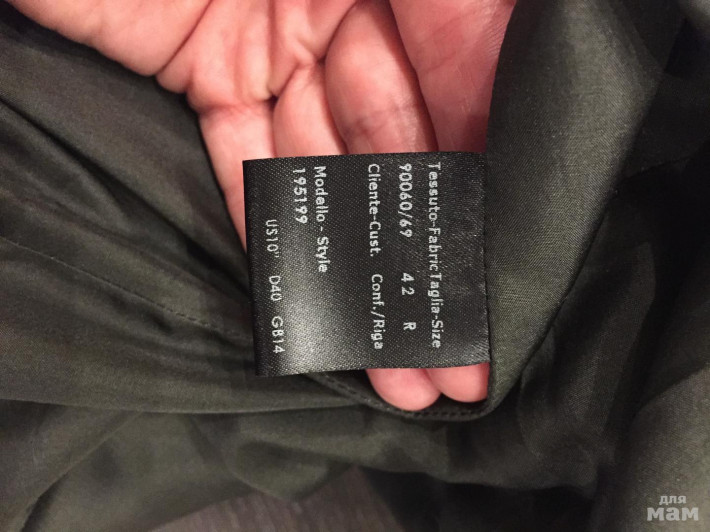 Tessuto-Fabric Taglia-Size
90060/69 42 R
Cliente-Cust. Conf./Riga
Modello - Style
195199
US10" D40 GB14
для
мам